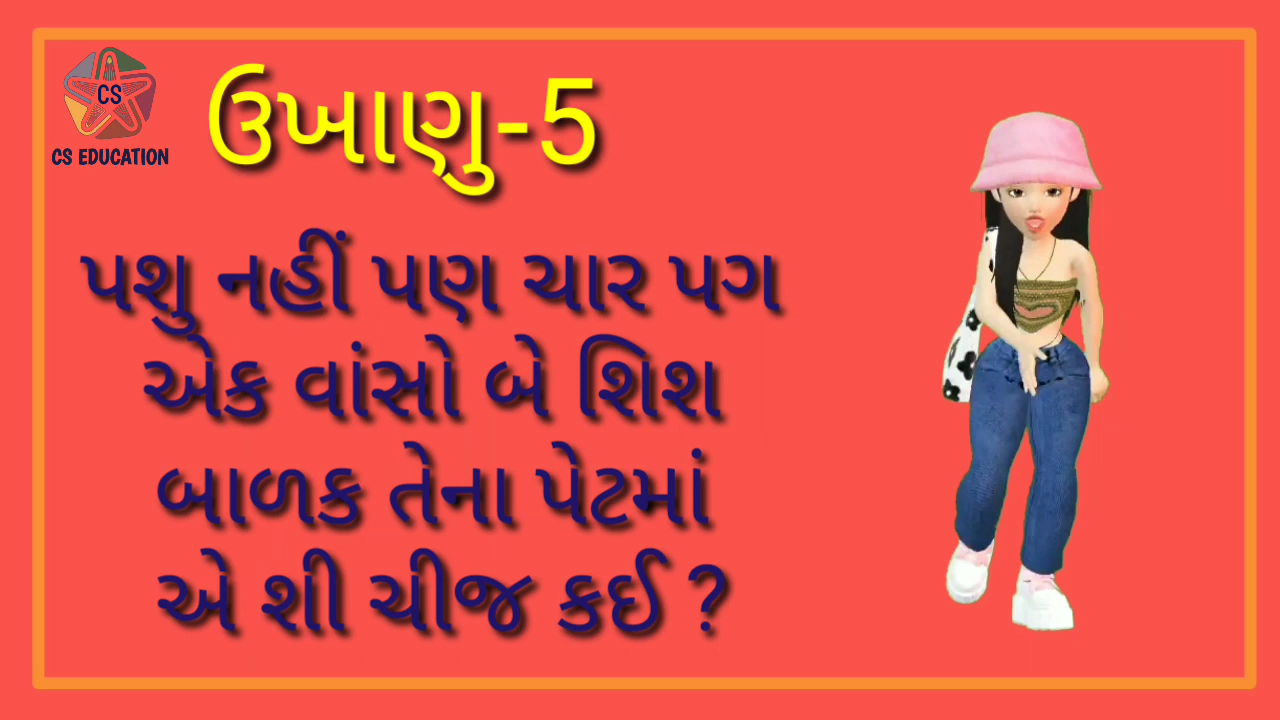 CS
CS EDUCATION
ઉખાણુ-5
પશુ નહીં પણ ચાર પગ
એક વાંસો બે શિશ
બાળક તેના પેટમાં
એ શી ચીજ કઈ ?